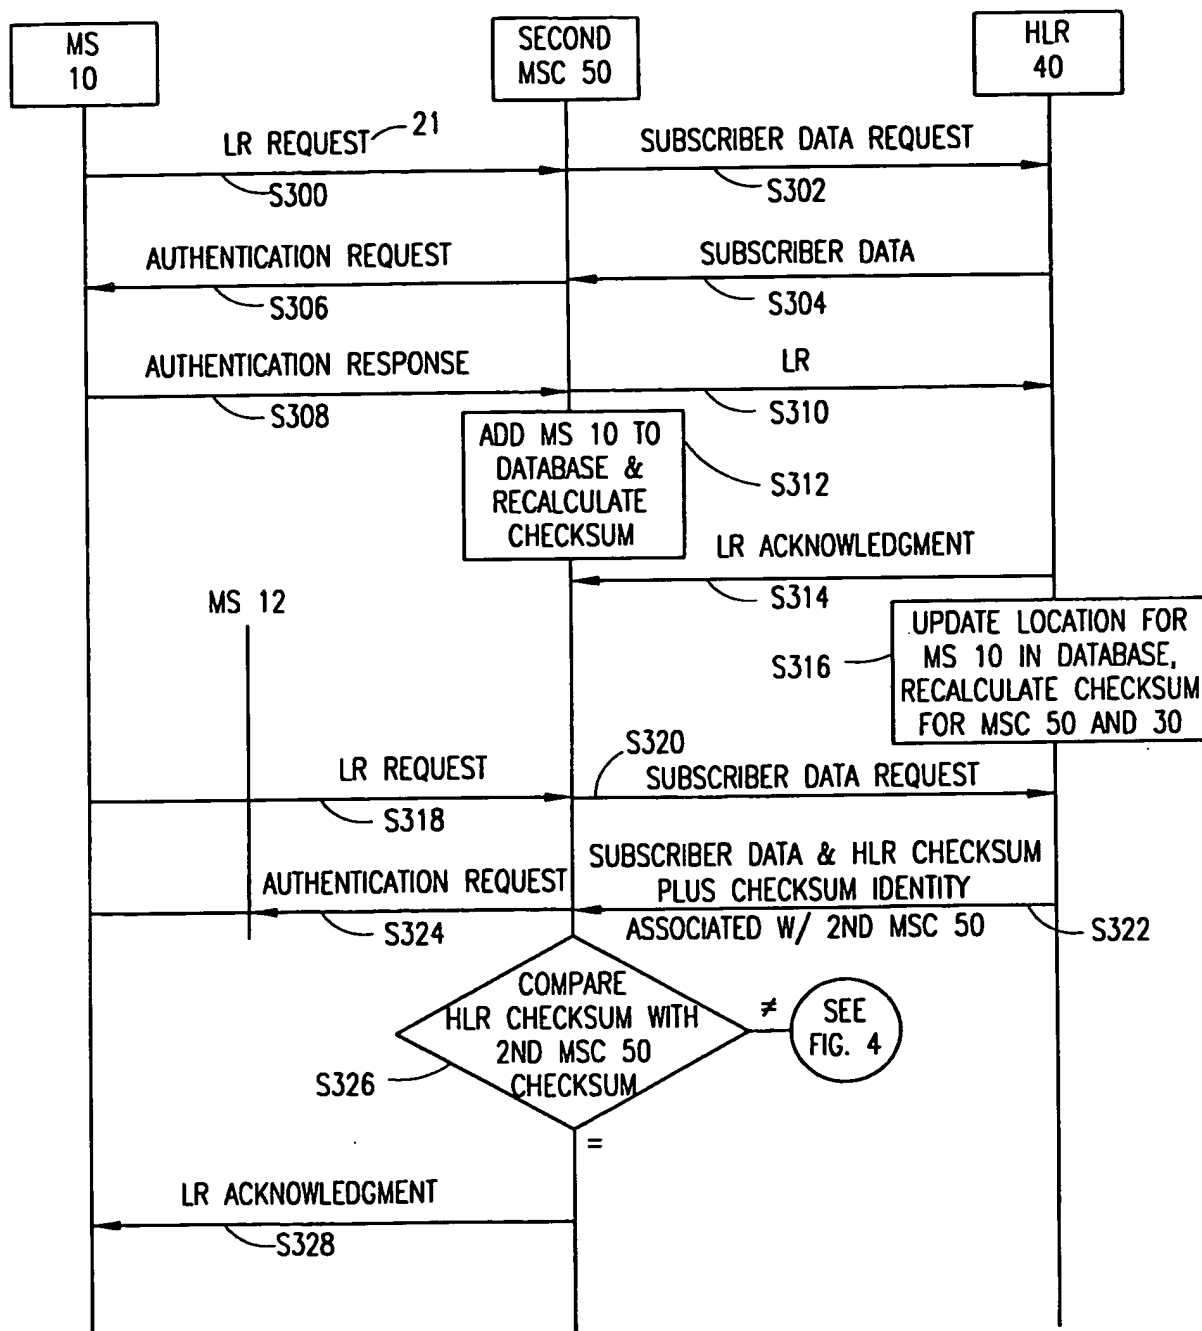 MS
10
SECOND
MSC 50
HLR
40
LR REQUEST
21
SUBSCRIBER DATA REQUEST
S300
S302
AUTHENTICATION REQUEST
SUBSCRIBER DATA
S306
S304
AUTHENTICATION RESPONSE
LR
S308
S310
ADD MS 10 TO
DATABASE &
RECALCULATE
CHECKSUM
S312
LR ACKNOWLEDGMENT
S314
MS 12
UPDATE LOCATION FOR
MS 10 IN DATABASE,
RECALCULATE CHECKSUM
FOR MSC 50 AND 30
S316
S320
LR REQUEST
SUBSCRIBER DATA REQUEST
S318
SUBSCRIBER DATA & HLR CHECKSUM
PLUS CHECKSUM IDENTITY
ASSOCIATED W/ 2ND MSC 50
AUTHENTICATION REQUEST
S324
S322
COMPARE
HLR CHECKSUM WITH
2ND MSC 50
CHECKSUM
≠
SEE
FIG. 4
S326
=
LR ACKNOWLEDGMENT
S328